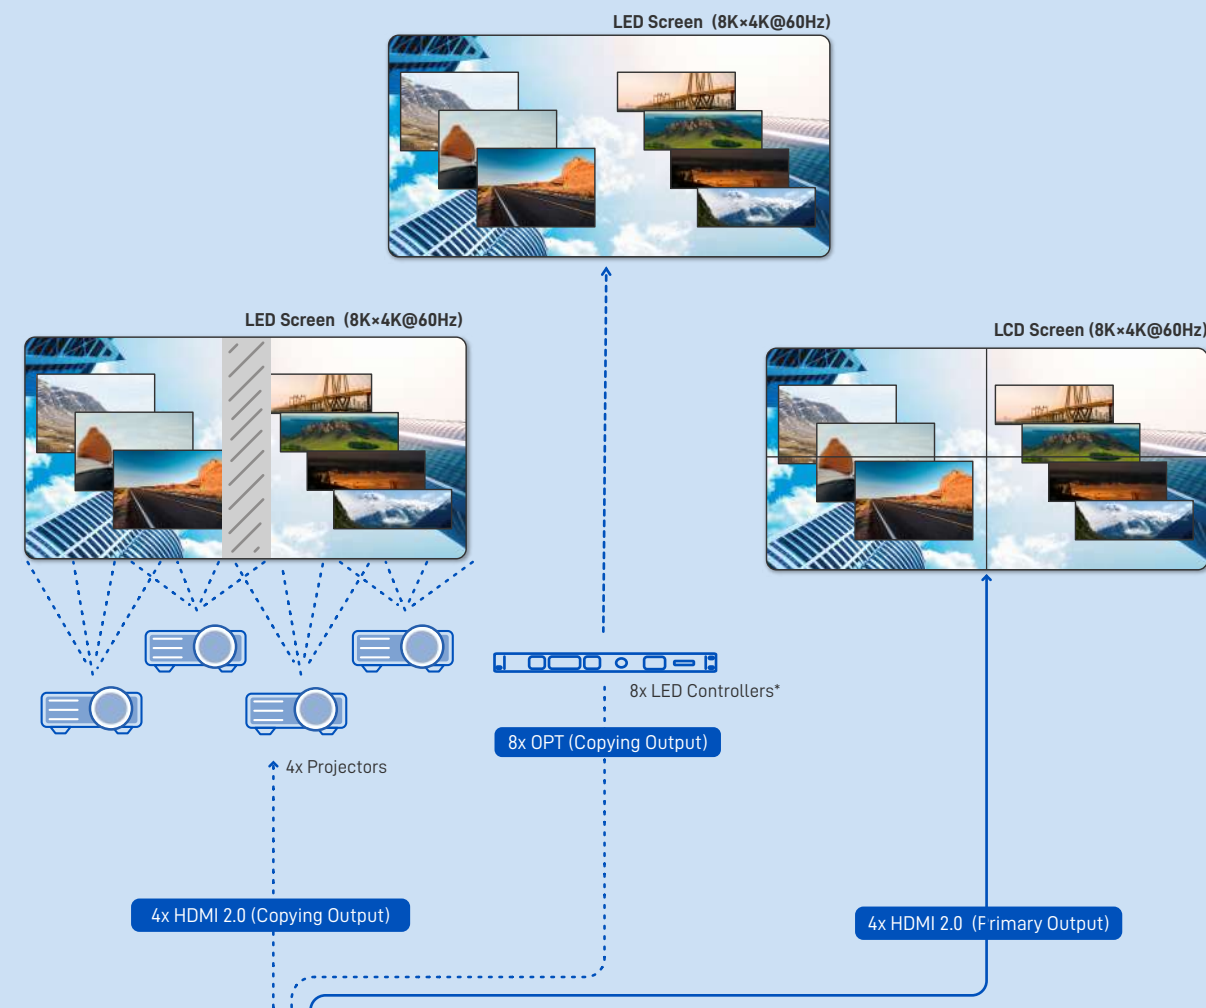 LED Screen (8K×4K@60Hz)
LED Screen (8K×4K@60Hz)
LCD Screen (8K×4K@60Hz)
8x LED Controllers*
8x OPT (Copying Output)
4x Projectors
4x HDMI 2.0 (Copying Output)
4x HDMI 2.0 (Primary Output)